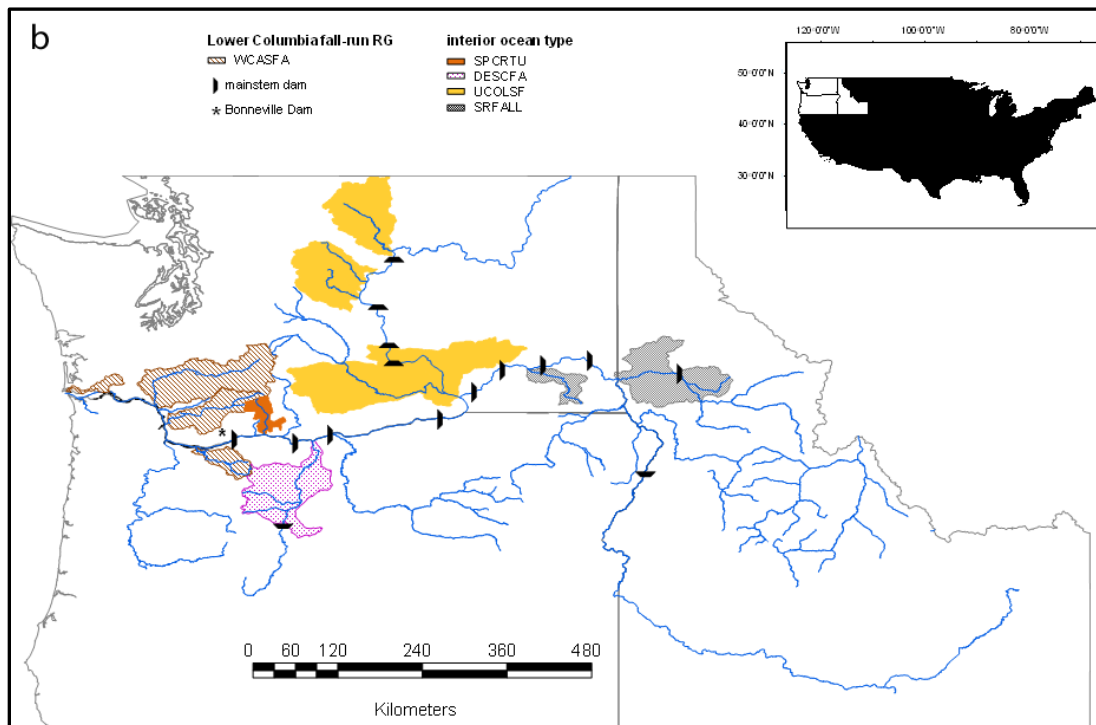 b
Lower Columbia fall-run RG
WCASFA
mainstem dam
* Bonneville Dam
interior ocean type
SPCRTU
DESCFA
UCOLSF
SRFALL
120°0'0"W 100°0'0"W 80°0'0"W
50°0'0"N
40°0'0"N
30°0'0"N
*
0 30 60 90 120 240 360 480
Kilometers